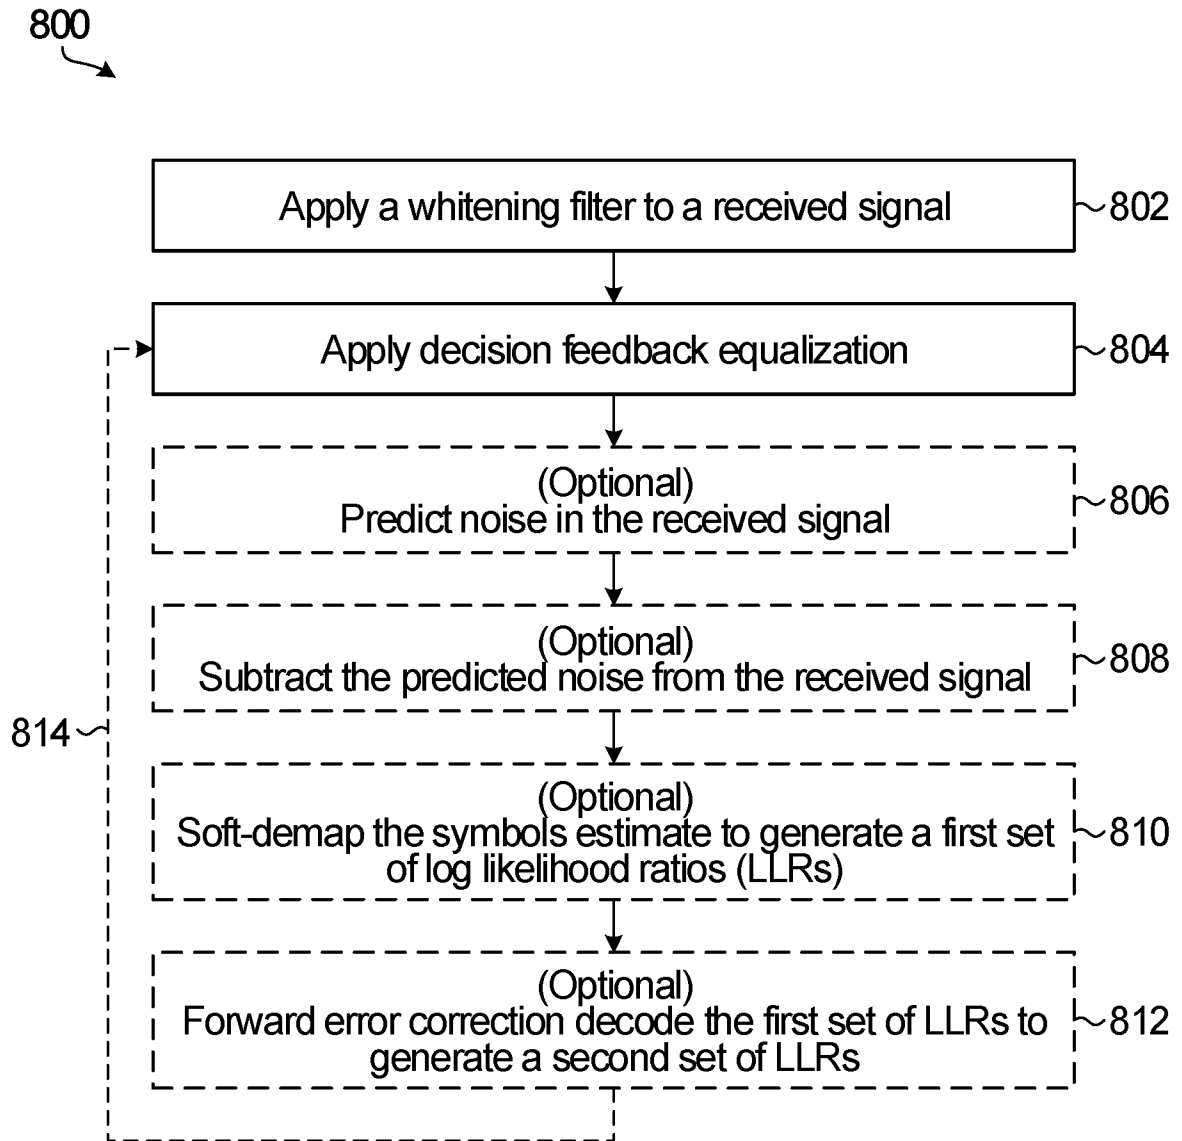 800
Apply a whitening filter to a received signal
802
Apply decision feedback equalization
804
(Optional)
Predict noise in the received signal
806
(Optional)
Subtract the predicted noise from the received signal
808
814
(Optional)
Soft-demap the symbols estimate to generate a first set
of log likelihood ratios (LLRs)
810
(Optional)
Forward error correction decode the first set of LLRs to
generate a second set of LLRs
812